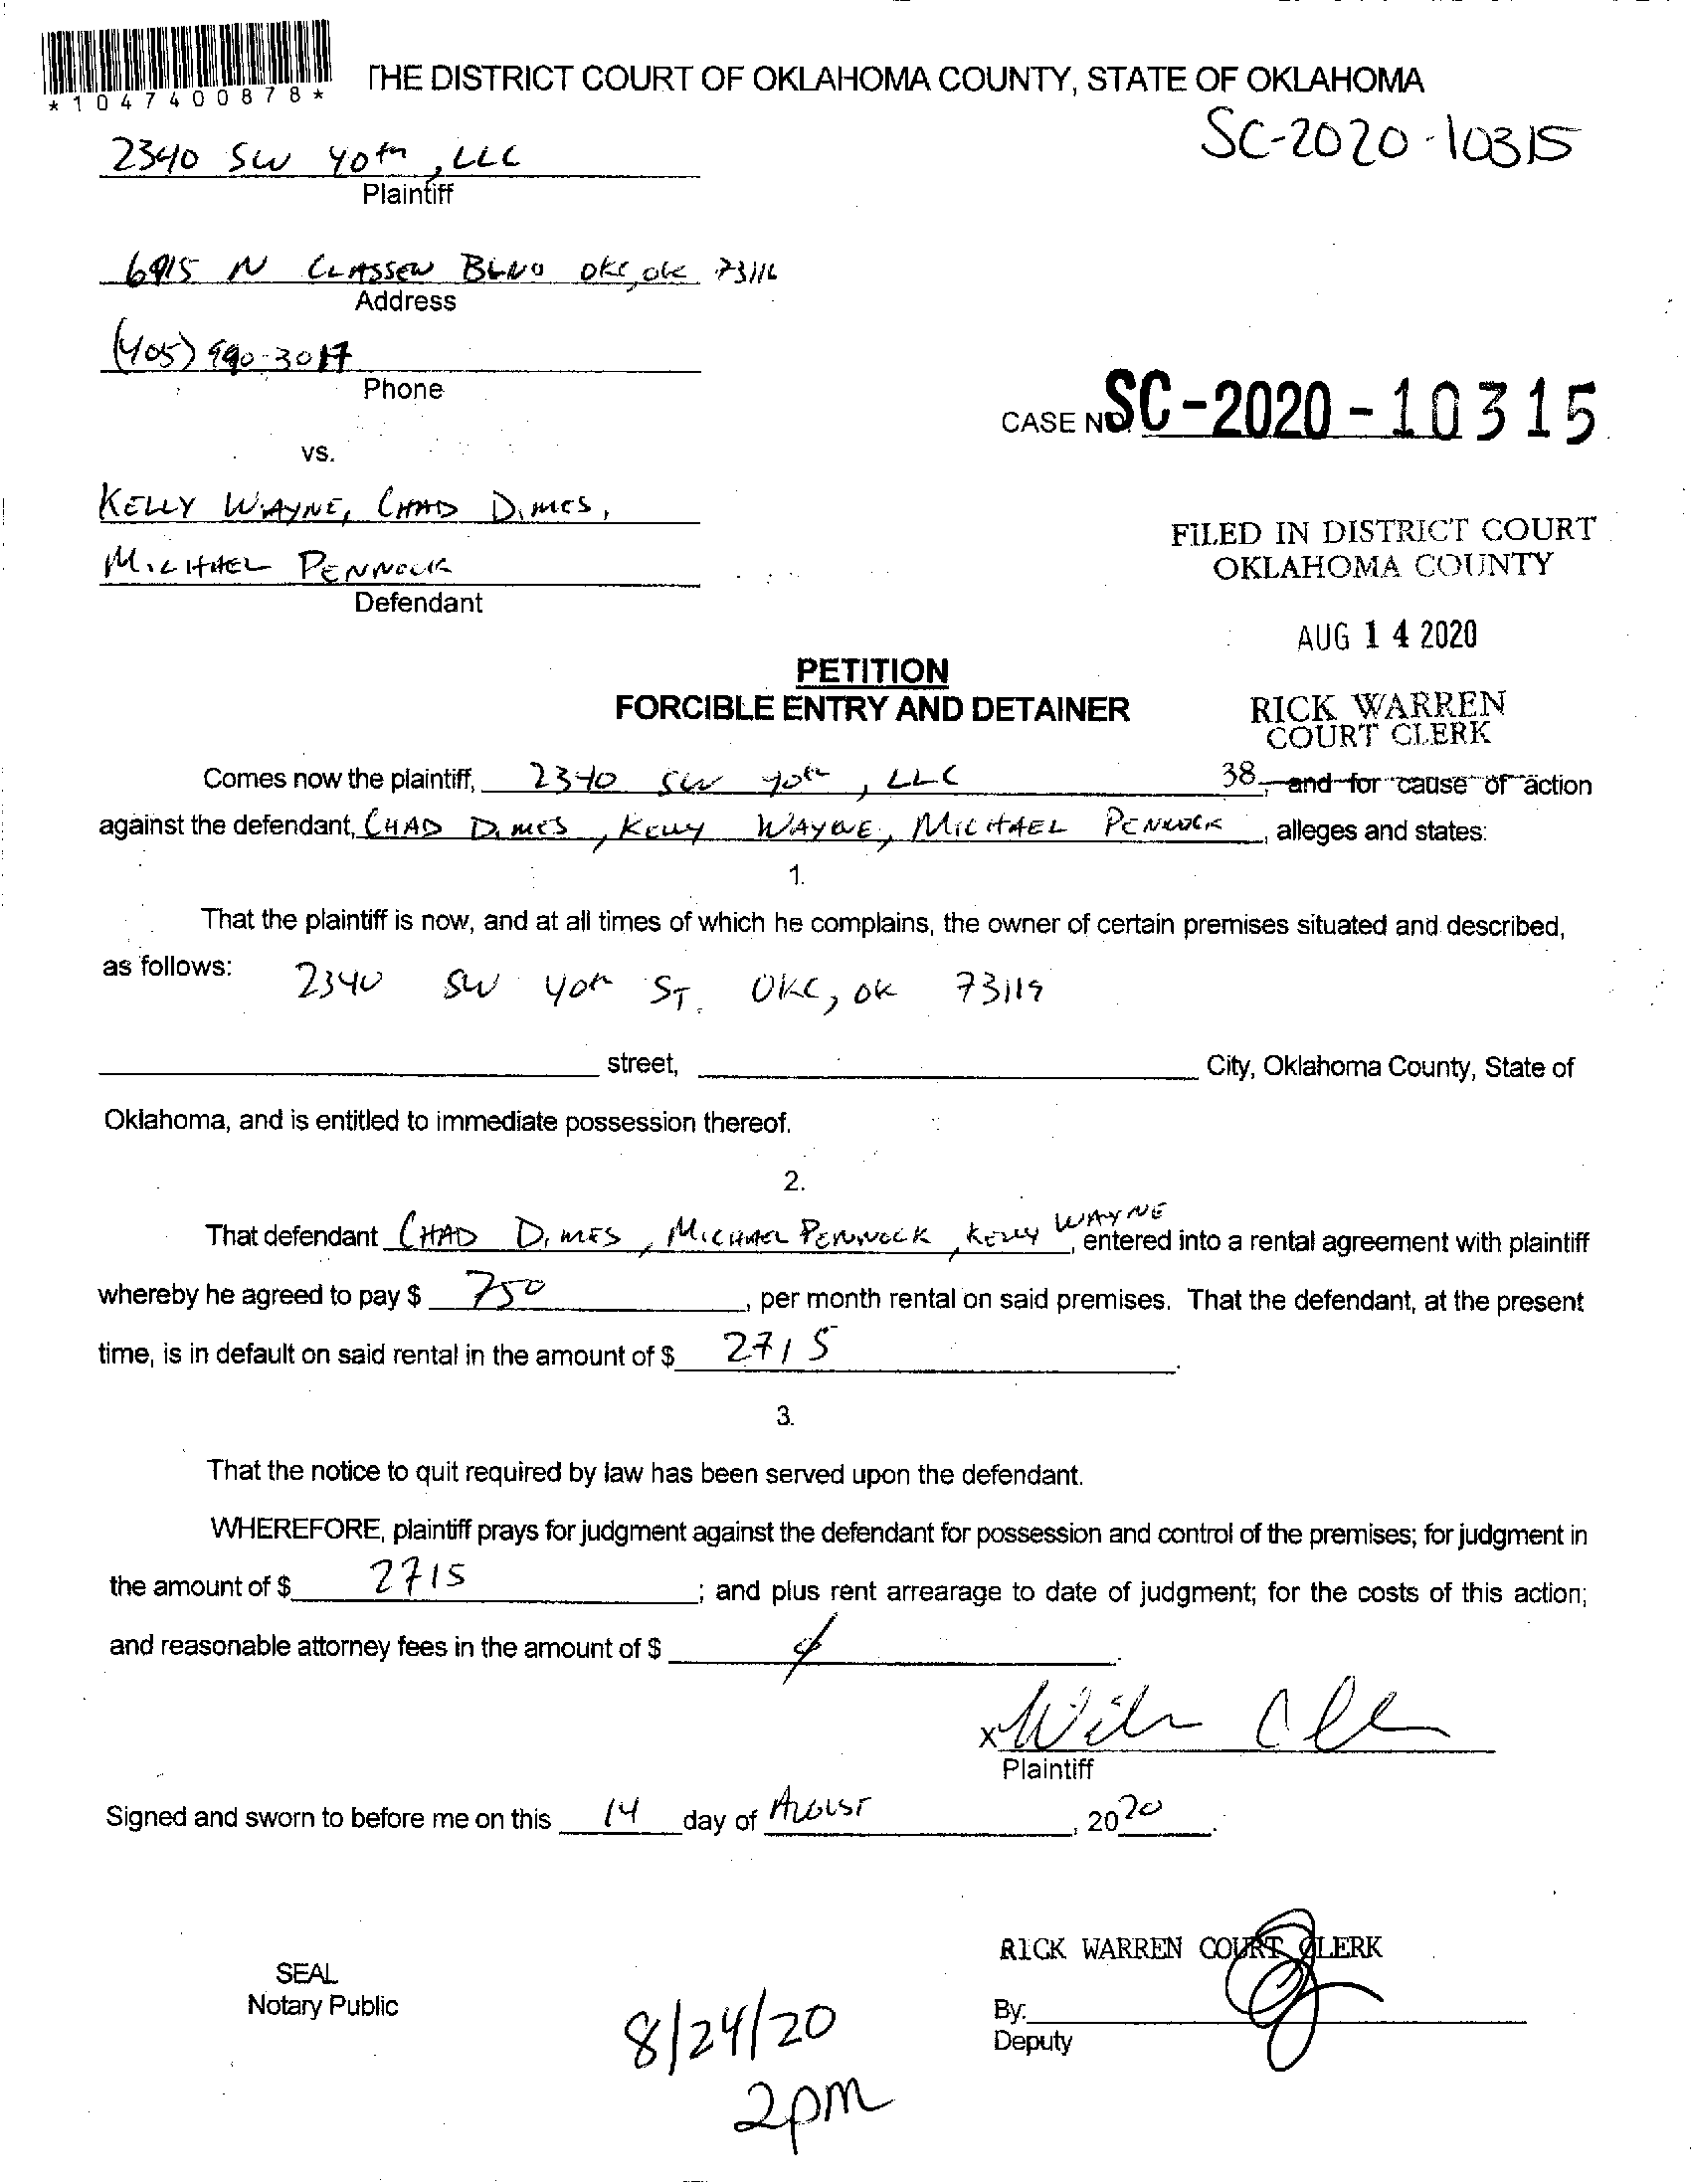 *1047400878*
THE DISTRICT COURT OF OKLAHOMA COUNTY, STATE OF OKLAHOMA
SC-2020-10315
2340 SW 40th, LLC
Plaintiff
6915 N CLASSEN BLVD OKC, OK 73116
Address
(405) 990-3017
Phone
CASE NO. SC-2020-10315
vs.
KELLY WAYNE, CHAD DIMES,
MICHAEL PENNOCK
Defendant
FILED IN DISTRICT COURT
OKLAHOMA COUNTY
AUG 14 2020
RICK WARREN
COURT CLERK
38
PETITION
FORCIBLE ENTRY AND DETAINER
Comes now the plaintiff, 2340 SW 40th, LLC, and for cause of action
against the defendant, CHAD DIMES, KELLY WAYNE, MICHAEL PENNOCK, alleges and states:
1.
That the plaintiff is now, and at all times of which he complains, the owner of certain premises situated and described,
as follows: 2340 SW 40th ST. OKC, OK 73119
street, City, Oklahoma County, State of
Oklahoma, and is entitled to immediate possession thereof.
2.
That defendant CHAD DIMES, MICHAEL PENNOCK, KELLY WAYNE, entered into a rental agreement with plaintiff
whereby he agreed to pay $ 750, per month rental on said premises. That the defendant, at the present
time, is in default on said rental in the amount of $ 2715.
3.
That the notice to quit required by law has been served upon the defendant.
WHEREFORE, plaintiff prays for judgment against the defendant for possession and control of the premises; for judgment in
the amount of $ 2715; and plus rent arrearage to date of judgment; for the costs of this action;
and reasonable attorney fees in the amount of $
x
Plaintiff
Signed and sworn to before me on this 14 day of AUGUST, 2020.
RICK WARREN COURT CLERK
SEAL
Notary Public
By:
Deputy
8/24/20
2pm